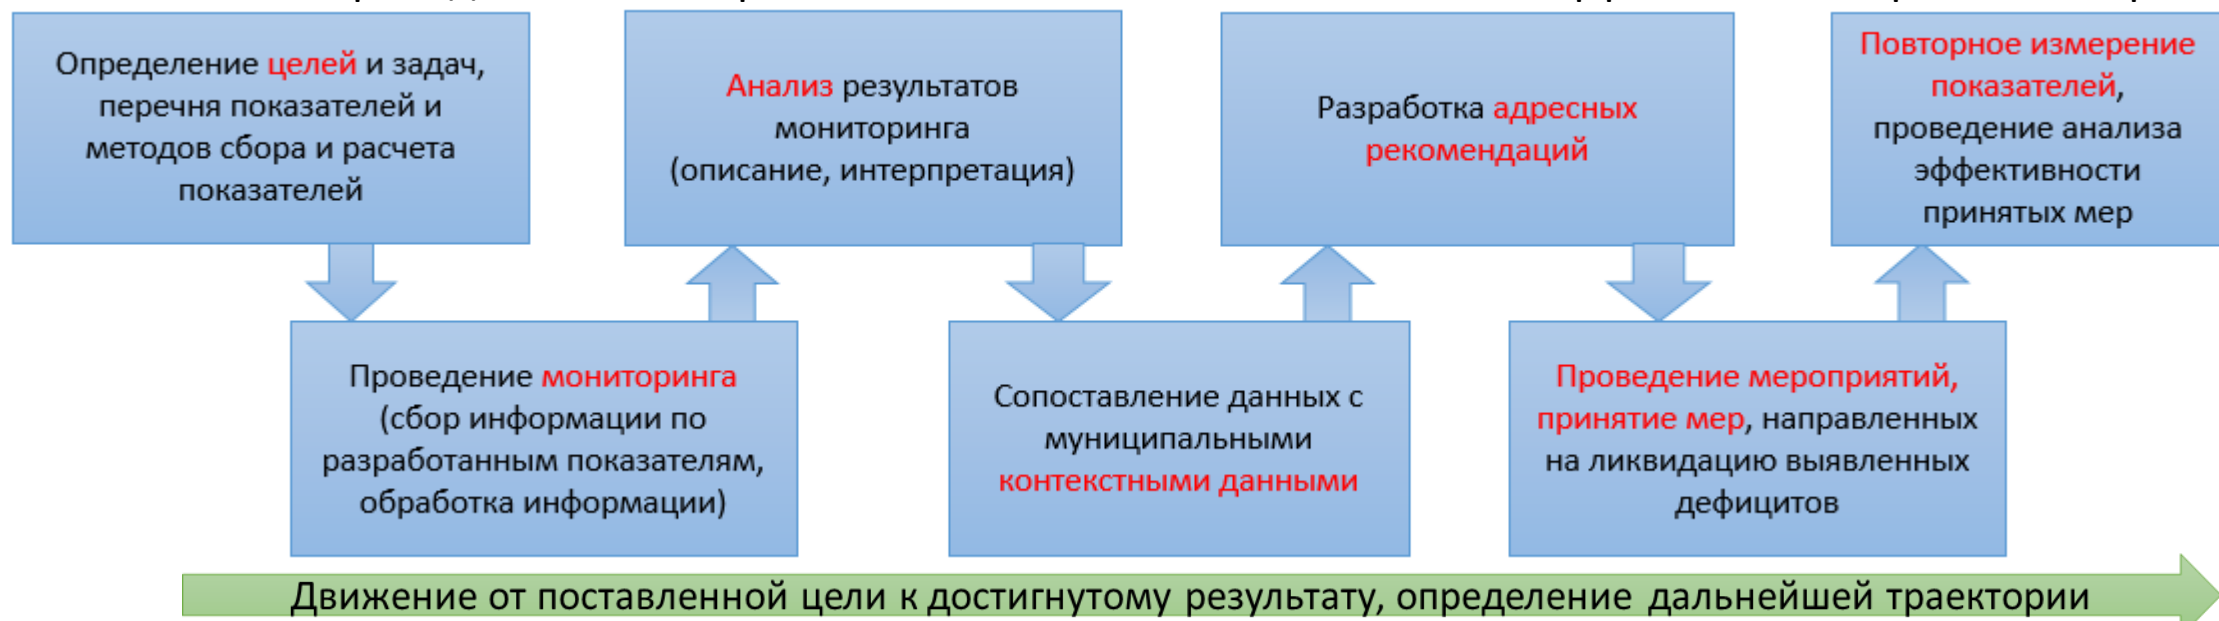 Определение целей и задач,
перечня показателей и
методов сбора и расчета
показателей
Проведение мониторинга
(сбор информации по
разработанным показателям,
обработка информации)
Анализ результатов
мониторинга
(описание, интерпретация)
Сопоставление данных с
муниципальными
контекстными данными
Разработка адресных
рекомендаций
Проведение мероприятий,
принятие мер, направленных
на ликвидацию выявленных
дефицитов
Повторное измерение
показателей,
проведение анализа
эффективности
принятых мер
Движение от поставленной цели к достигнутому результату, определение дальнейшей траектории